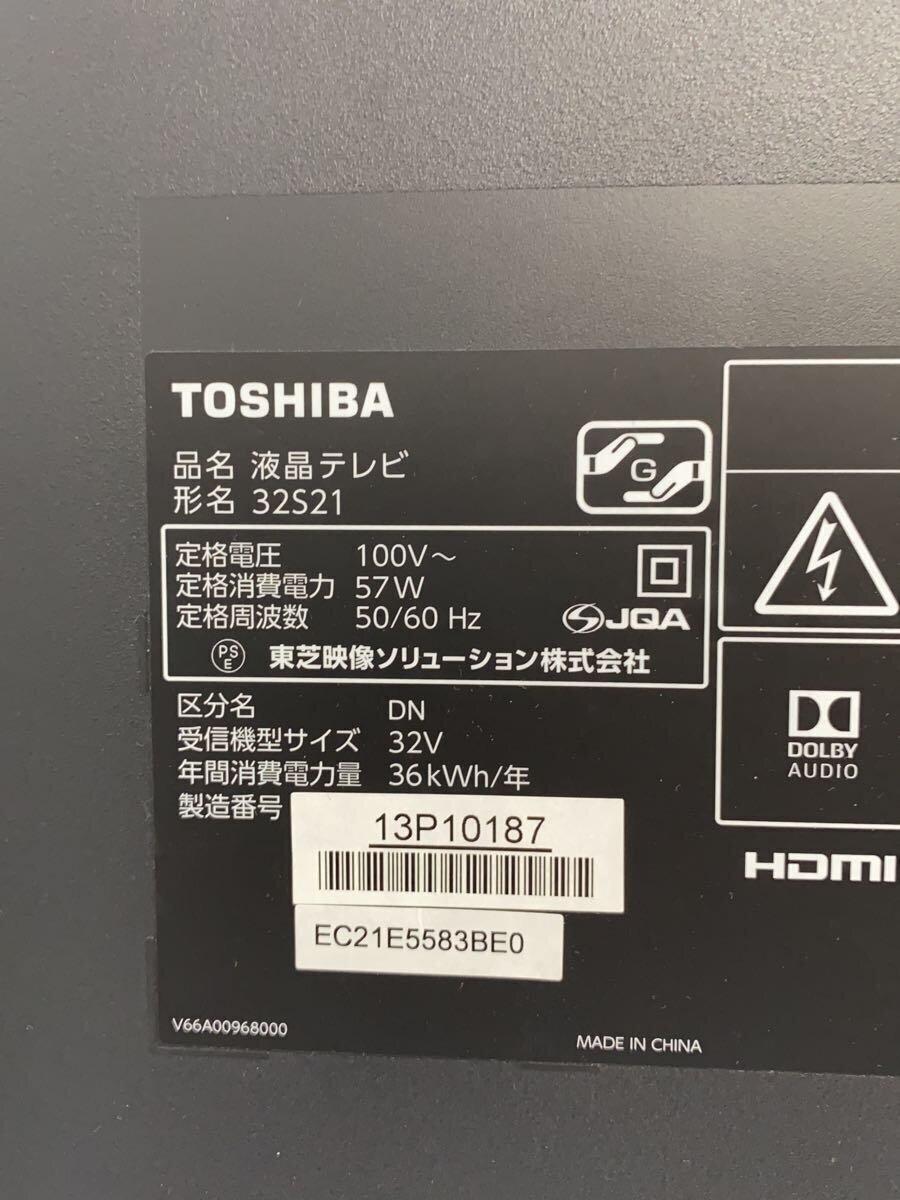 TOSHIBA
品名 液晶テレビ
形名 32S21
G
定格電圧 100V～
定格消費電力 57W
定格周波数 50/60 Hz
JQA
PSE 東芝映像ソリューション株式会社
区分名 DN
受信機型サイズ 32V
年間消費電力量 36kWh/年
製造番号
13P10187
EC21E5583BE0
V66A00968000
MADE IN CHINA
DOLBY
AUDIO
HDMI